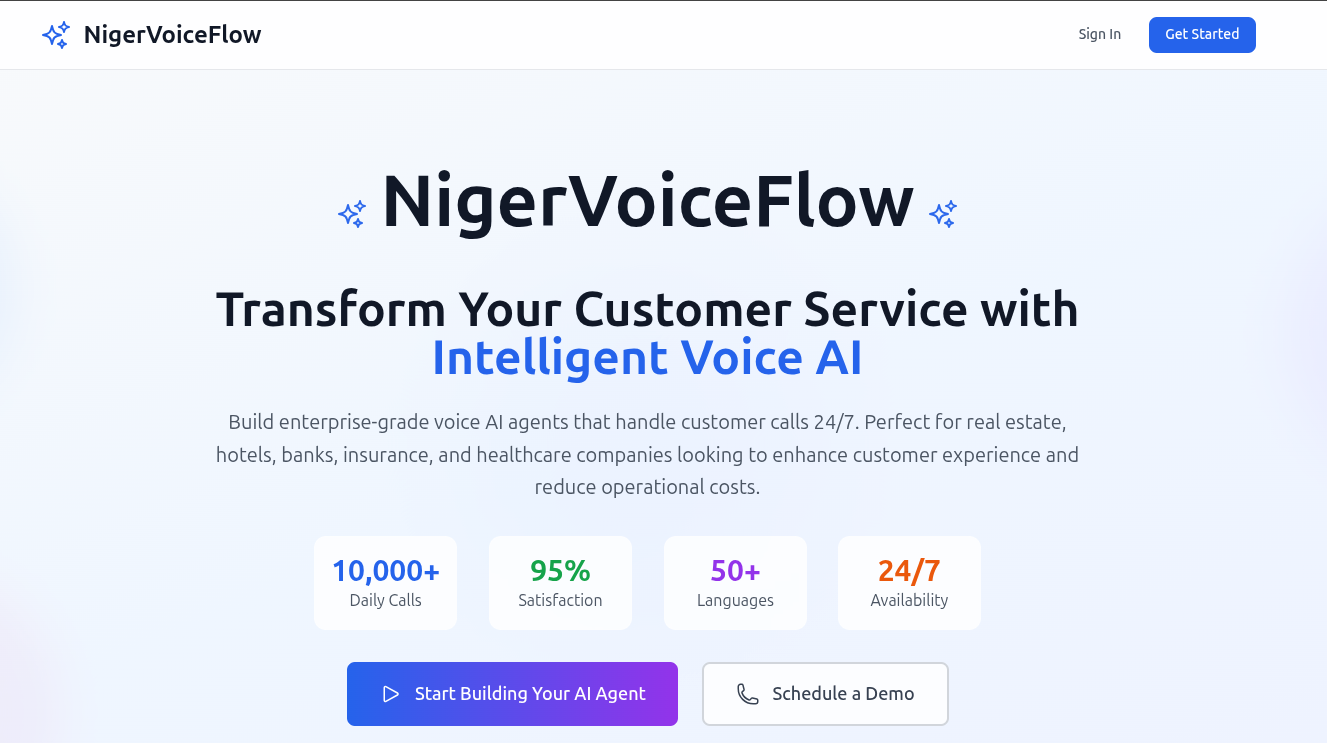 NigerVoiceFlow
Sign In
Get Started
NigerVoiceFlow
Transform Your Customer Service with
Intelligent Voice AI
Build enterprise-grade voice AI agents that handle customer calls 24/7. Perfect for real estate,
hotels, banks, insurance, and healthcare companies looking to enhance customer experience and
reduce operational costs.
10,000+
Daily Calls
95%
Satisfaction
50+
Languages
24/7
Availability
Start Building Your AI Agent
Schedule a Demo